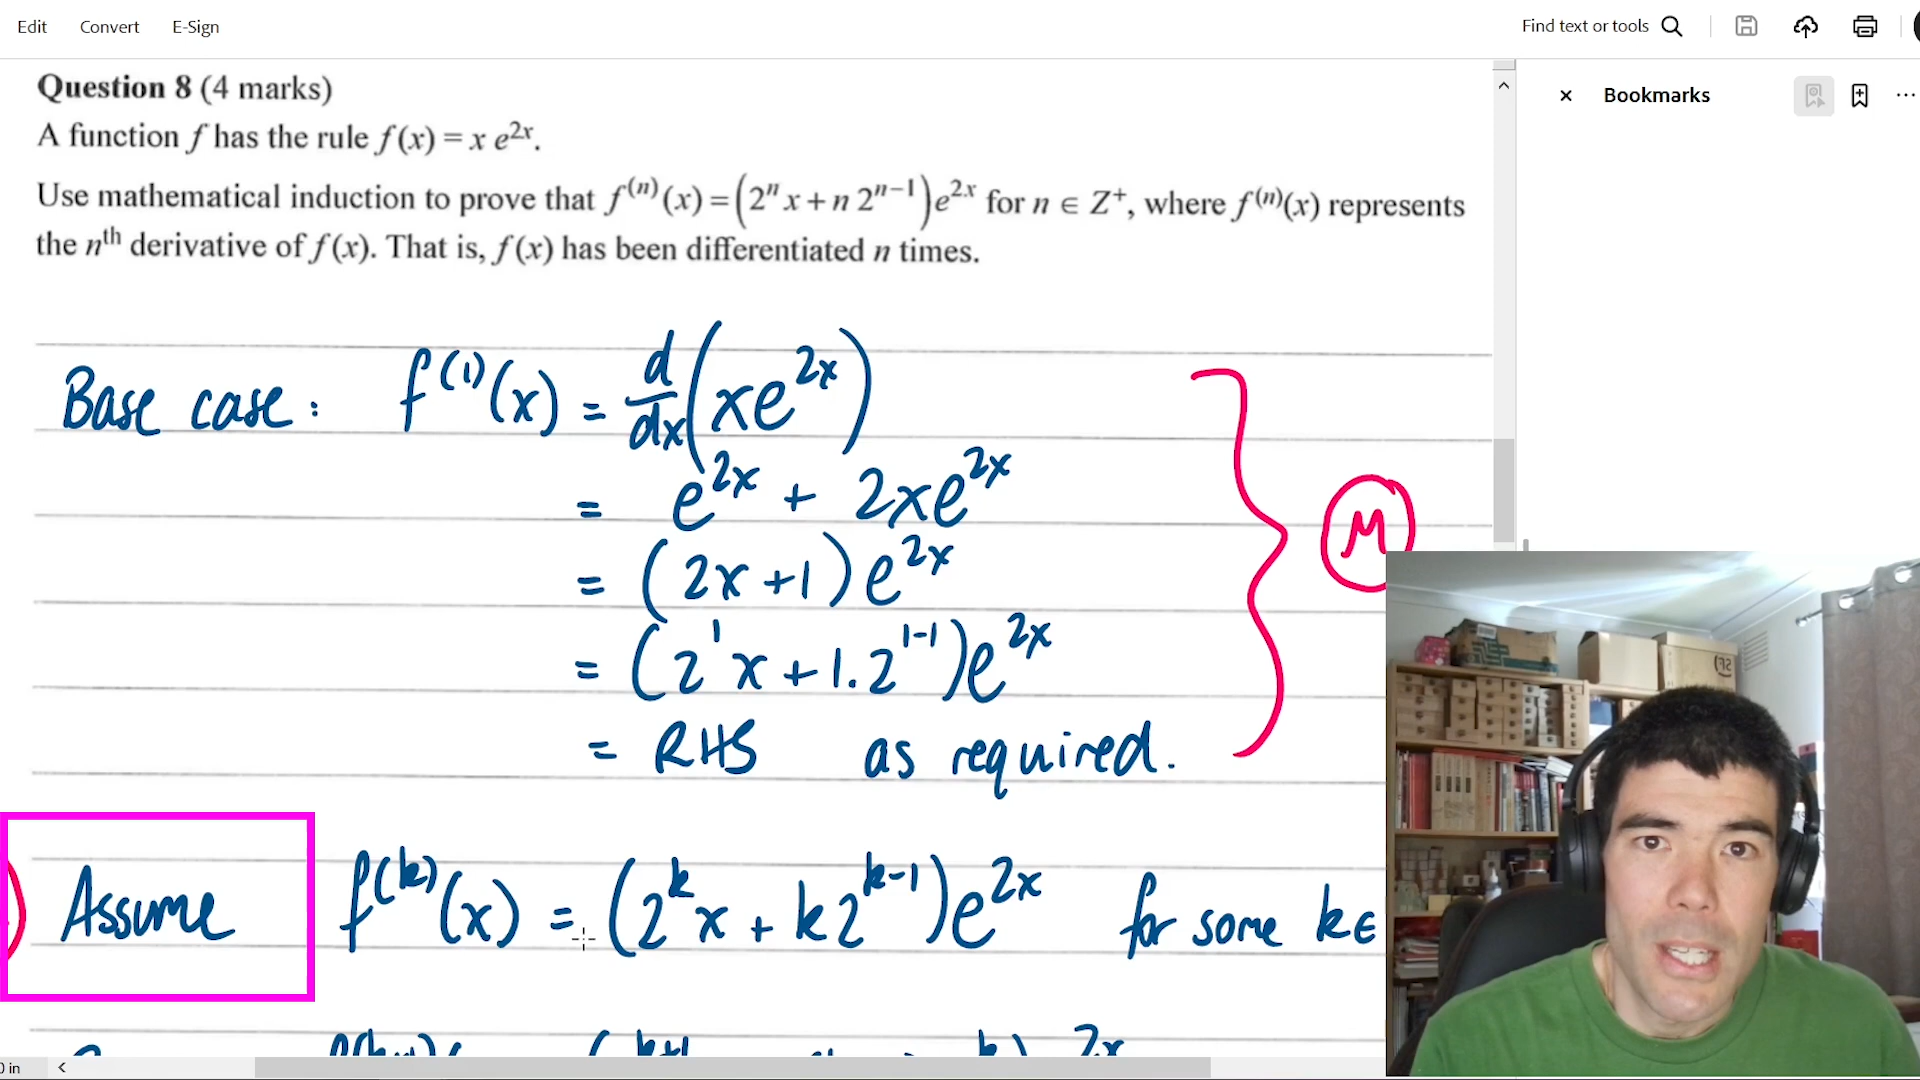 Edit Convert E-Sign Find text or tools
Question 8 (4 marks)
Bookmarks
A function f has the rule f(x) = x e^{2x}.
Use mathematical induction to prove that f^{(n)}(x) = (2^n x + n 2^{n−1})e^{2x} for n ∈ Z⁺, where f^{(n)}(x) represents
the n^{th} derivative of f(x). That is, f(x) has been differentiated n times.
Base case : f^{(1)}(x) = d/dx (xe^{2x})
= e^{2x} + 2xe^{2x}
= (2x+1)e^{2x}
M
= (2^1 x + 1.2^{1-1})e^{2x}
= RHS as required.
Assume f^{(k)}(x) = (2^k x + k2^{k-1})e^{2x} for some k∈
in